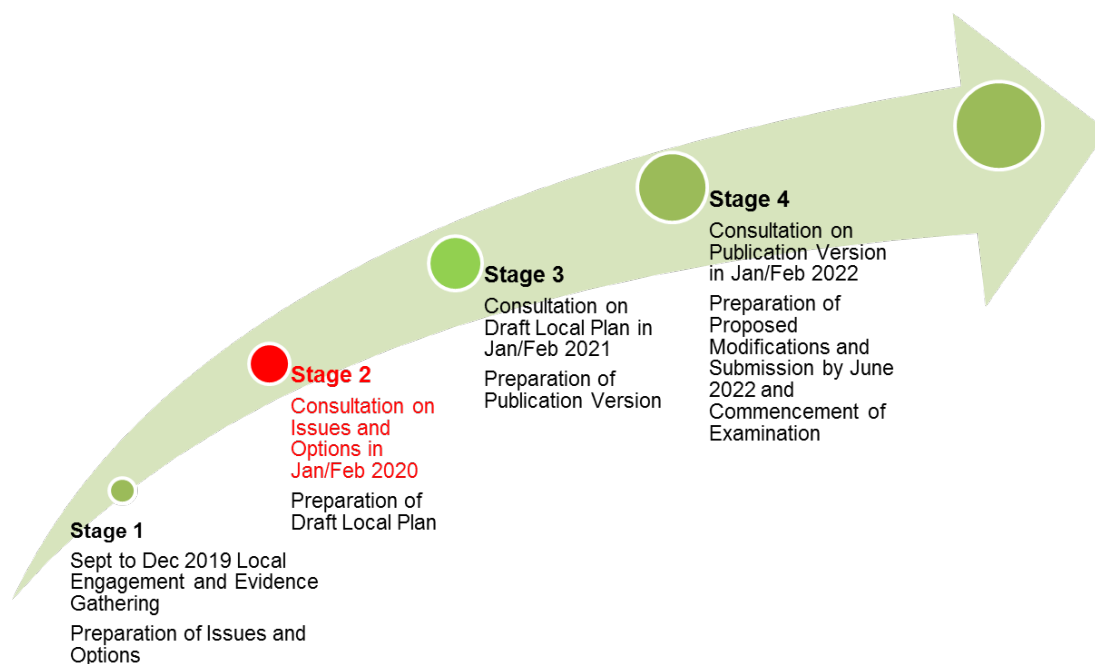 Stage 1
Sept to Dec 2019 Local
Engagement and Evidence
Gathering
Preparation of Issues and
Options
Stage 2
Consultation on
Issues and
Options in
Jan/Feb 2020
Preparation of
Draft Local Plan
Stage 3
Consultation on
Draft Local Plan in
Jan/Feb 2021
Preparation of
Publication Version
Stage 4
Consultation on
Publication Version
in Jan/Feb 2022
Preparation of
Proposed
Modifications and
Submission by June
2022 and
Commencement of
Examination